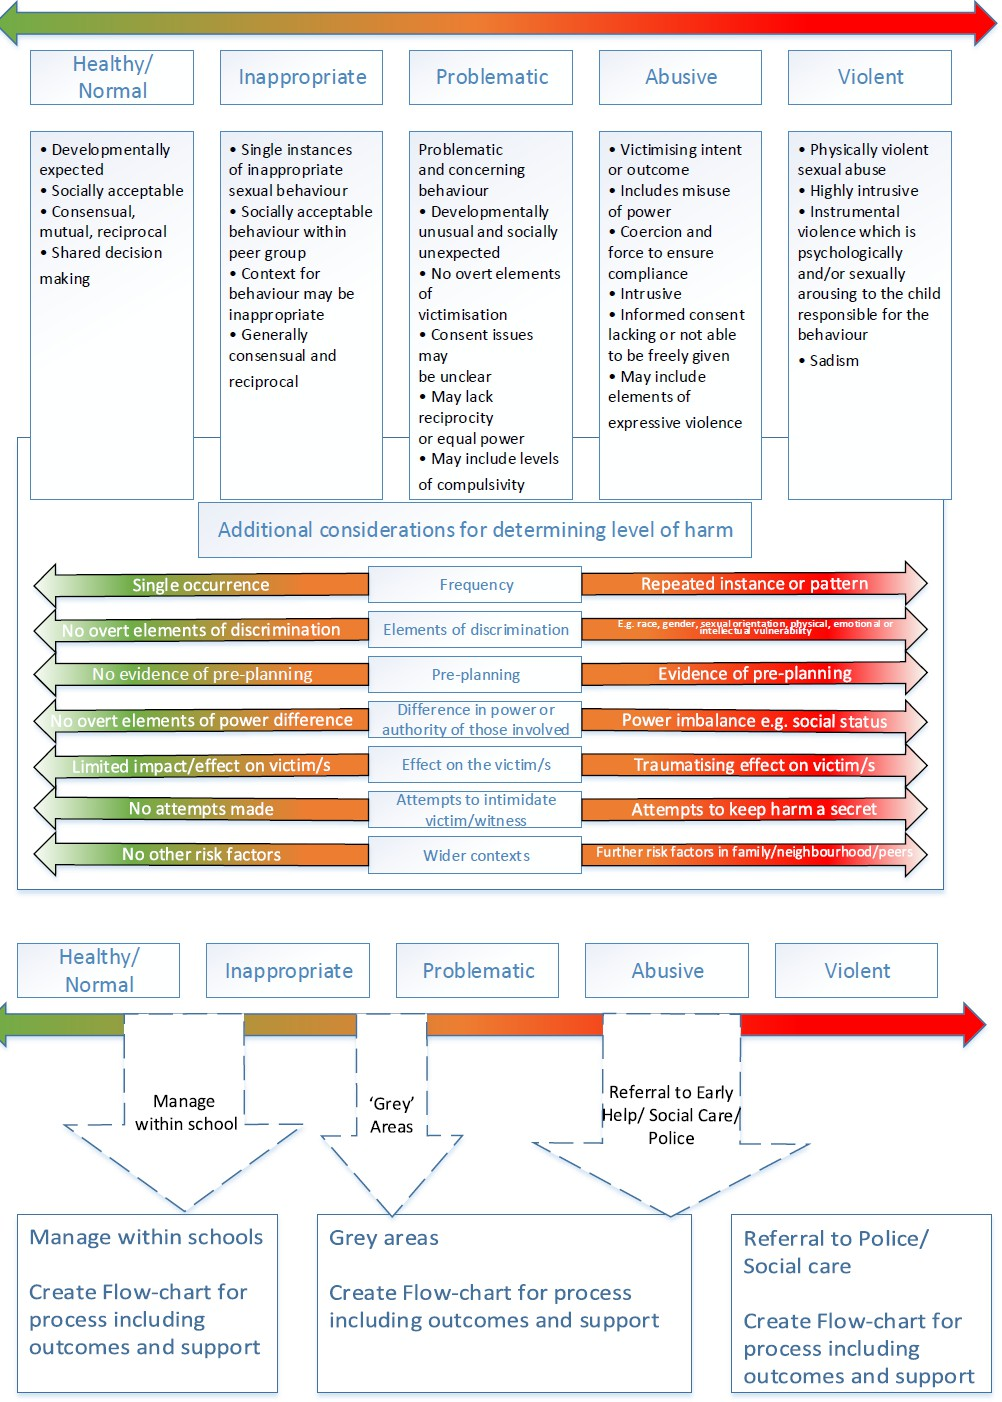 Healthy/
Normal
Inappropriate
Problematic
Abusive
Violent
• Developmentally
expected
• Socially acceptable
• Consensual,
mutual, reciprocal
• Shared decision
making
• Single instances
of inappropriate
sexual behaviour
• Socially acceptable
behaviour within
peer group
• Context for
behaviour may be
inappropriate
• Generally
consensual and
reciprocal
Problematic
and concerning
behaviour
• Developmentally
unusual and socially
unexpected
• No overt elements
of
victimisation
• Consent issues
may
be unclear
• May lack
reciprocity
or equal power
• May include levels
of compulsivity
• Victimising intent
or outcome
• Includes misuse
of power
• Coercion and
force to ensure
compliance
• Intrusive
• Informed consent
lacking or not able
to be freely given
• May include
elements of
expressive violence
• Physically violent
sexual abuse
• Highly intrusive
• Instrumental
violence which is
psychologically
and/or sexually
arousing to the child
responsible for the
behaviour
• Sadism
Additional considerations for determining level of harm
Single occurrence
Frequency
Repeated instance or pattern
No overt elements of discrimination
Elements of discrimination
E.g. race, gender, sexual orientation, physical, emotional or
intellectual vulnerability
No evidence of pre-planning
Pre-planning
Evidence of pre-planning
No overt elements of power difference
Difference in power or
authority of those involved
Power imbalance e.g. social status
Limited impact/effect on victim/s
Effect on the victim/s
Traumatising effect on victim/s
No attempts made
Attempts to intimidate
victim/witness
Attempts to keep harm a secret
No other risk factors
Wider contexts
Further risk factors in family/neighbourhood/peers
Healthy/
Normal
Inappropriate
Problematic
Abusive
Violent
Manage
within school
'Grey'
Areas
Referral to Early
Help/ Social Care/
Police
Manage within schools
Create Flow-chart for
process including
outcomes and support
Grey areas
Create Flow-chart for process
including outcomes and support
Referral to Police/
Social care
Create Flow-chart for
process including
outcomes and support